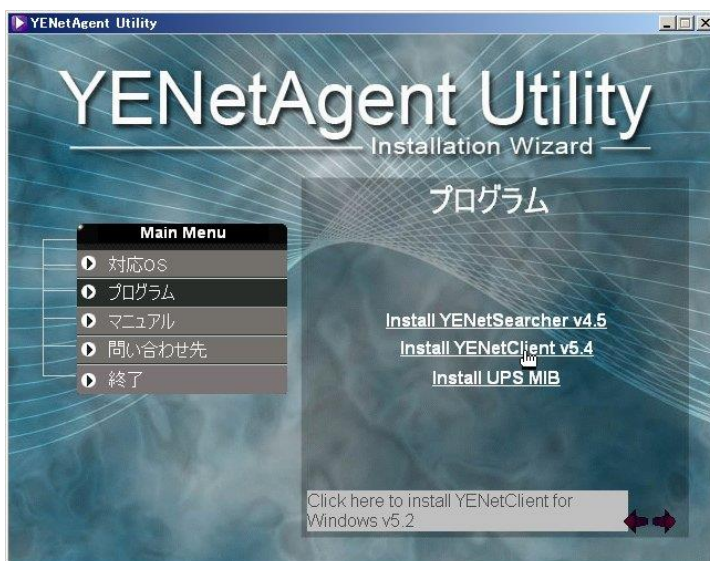 YENetAgent Utility
YENetAgent Utility
Installation Wizard
プログラム
Main Menu
対応OS
プログラム
マニュアル
問い合わせ先
終了
Install YENetSearcher v4.5
Install YENetClient v5.4
Install UPS MIB
Click here to install YENetClient for
Windows v5.2